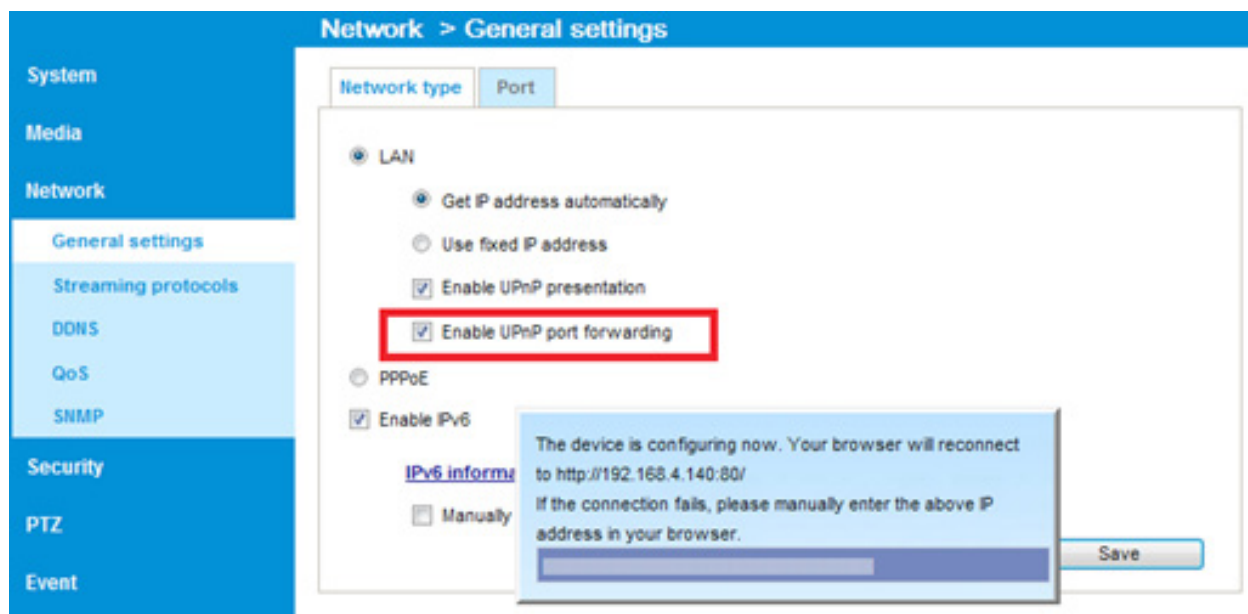 Network > General settings
System
Media
Network
General settings
Streaming protocols
DDNS
QoS
SNMP
Security
PTZ
Event
Network type
Port
LAN
Get IP address automatically
Use fixed IP address
Enable UPnP presentation
Enable UPnP port forwarding
PPPoE
Enable IPv6
IPv6 informa
Manually
The device is configuring now. Your browser will reconnect
to http://192.168.4.140:80/
If the connection fails, please manually enter the above IP
address in your browser.
Save